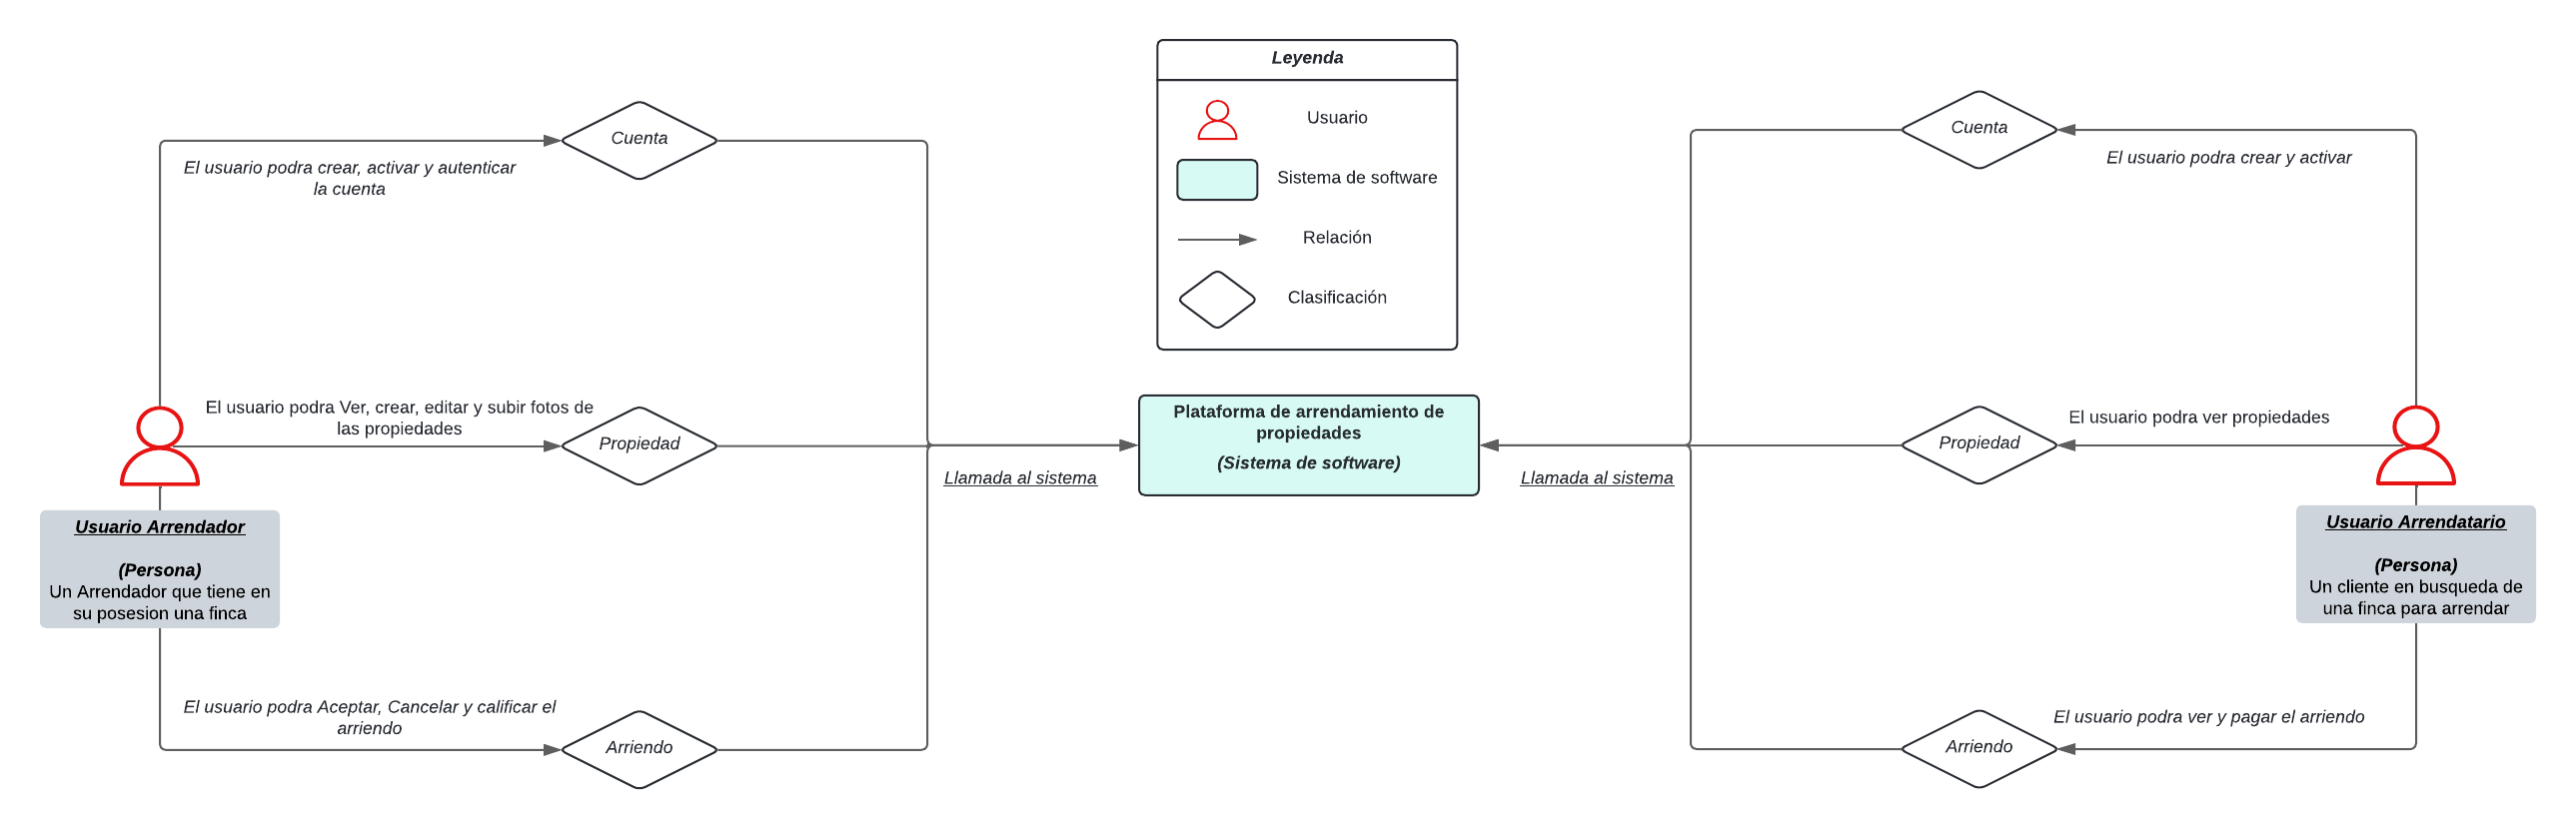 Leyenda
Usuario
Sistema de software
Relación
Clasificación
Cuenta
El usuario podra crear, activar y autenticar
la cuenta
El usuario podra Ver, crear, editar y subir fotos de
las propiedades
Propiedad
Usuario Arrendador
(Persona)
Un Arrendador que tiene en
su posesion una finca
El usuario podra Aceptar, Cancelar y calificar el
arriendo
Arriendo
Llamada al sistema
Plataforma de arrendamiento de
propiedades
(Sistema de software)
Llamada al sistema
Cuenta
El usuario podra crear y activar
Propiedad
El usuario podra ver propiedades
Usuario Arrendatario
(Persona)
Un cliente en busqueda de
una finca para arrendar
Arriendo
El usuario podra ver y pagar el arriendo